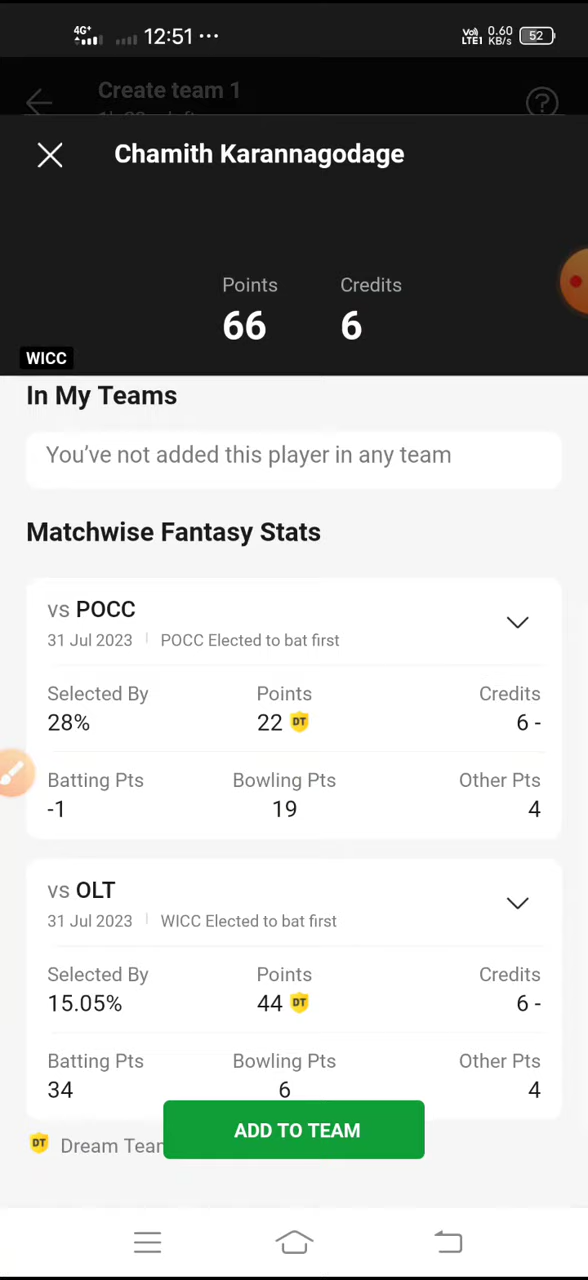 4G+ 12:51 ··· Vo) LTE1 0.60 KB/s 52
Create team 1
Chamith Karannagodage
Points Credits
66 6
WICC
In My Teams
You’ve not added this player in any team
Matchwise Fantasy Stats
vs POCC
31 Jul 2023 POCC Elected to bat first
Selected By Points Credits
28% 22 DT 6 -
Batting Pts Bowling Pts Other Pts
-1 19 4
vs OLT
31 Jul 2023 WICC Elected to bat first
Selected By Points Credits
15.05% 44 DT 6 -
Batting Pts Bowling Pts Other Pts
34 6 4
ADD TO TEAM
DT Dream Tear